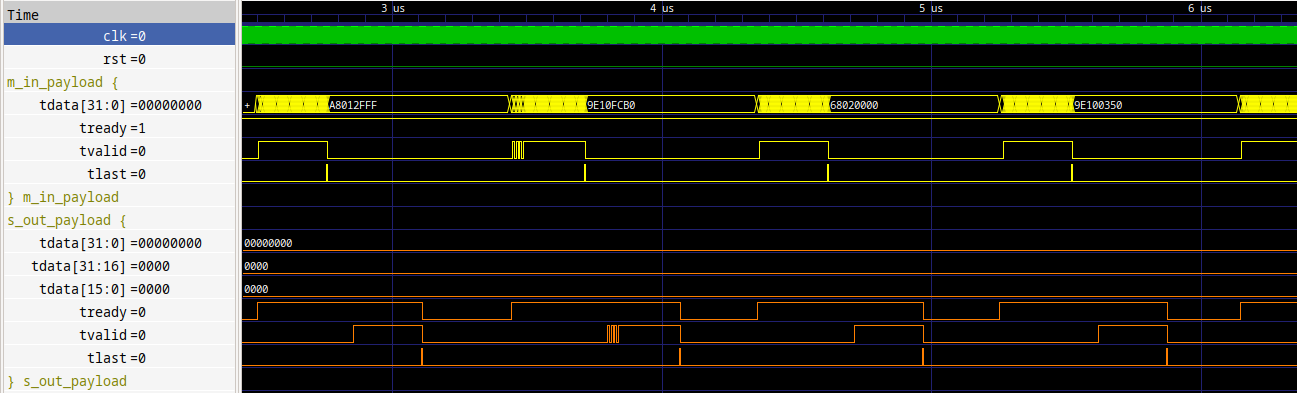 Time 3 us 4 us 5 us 6 us
clk =0
rst =0
m_in_payload {
tdata[31:0] =00000000 + A8012FFF 9E10FCB0 68020000 9E100350
tready =1
tvalid =0
tlast =0
} m_in_payload
s_out_payload {
tdata[31:0] =00000000 00000000
tdata[31:16] =0000 0000
tdata[15:0] =0000 0000
tready =0
tvalid =0
tlast =0
} s_out_payload